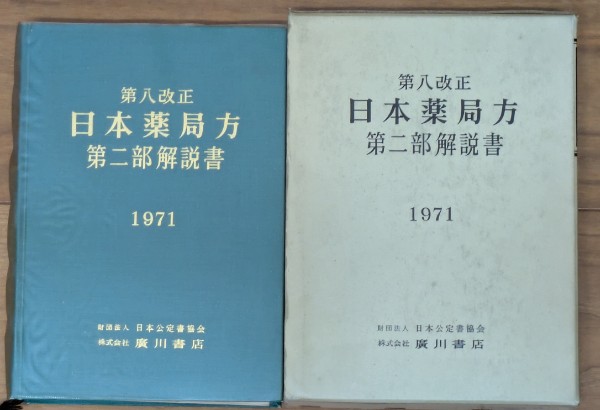 第八改正
日本薬局方
第二部解説書
1971
財団法人 日本公定書協会
株式会社 廣川書店
第八改正
日本薬局方
第二部解説書
1971
財団法人 日本公定書協会
株式会社 廣川書店